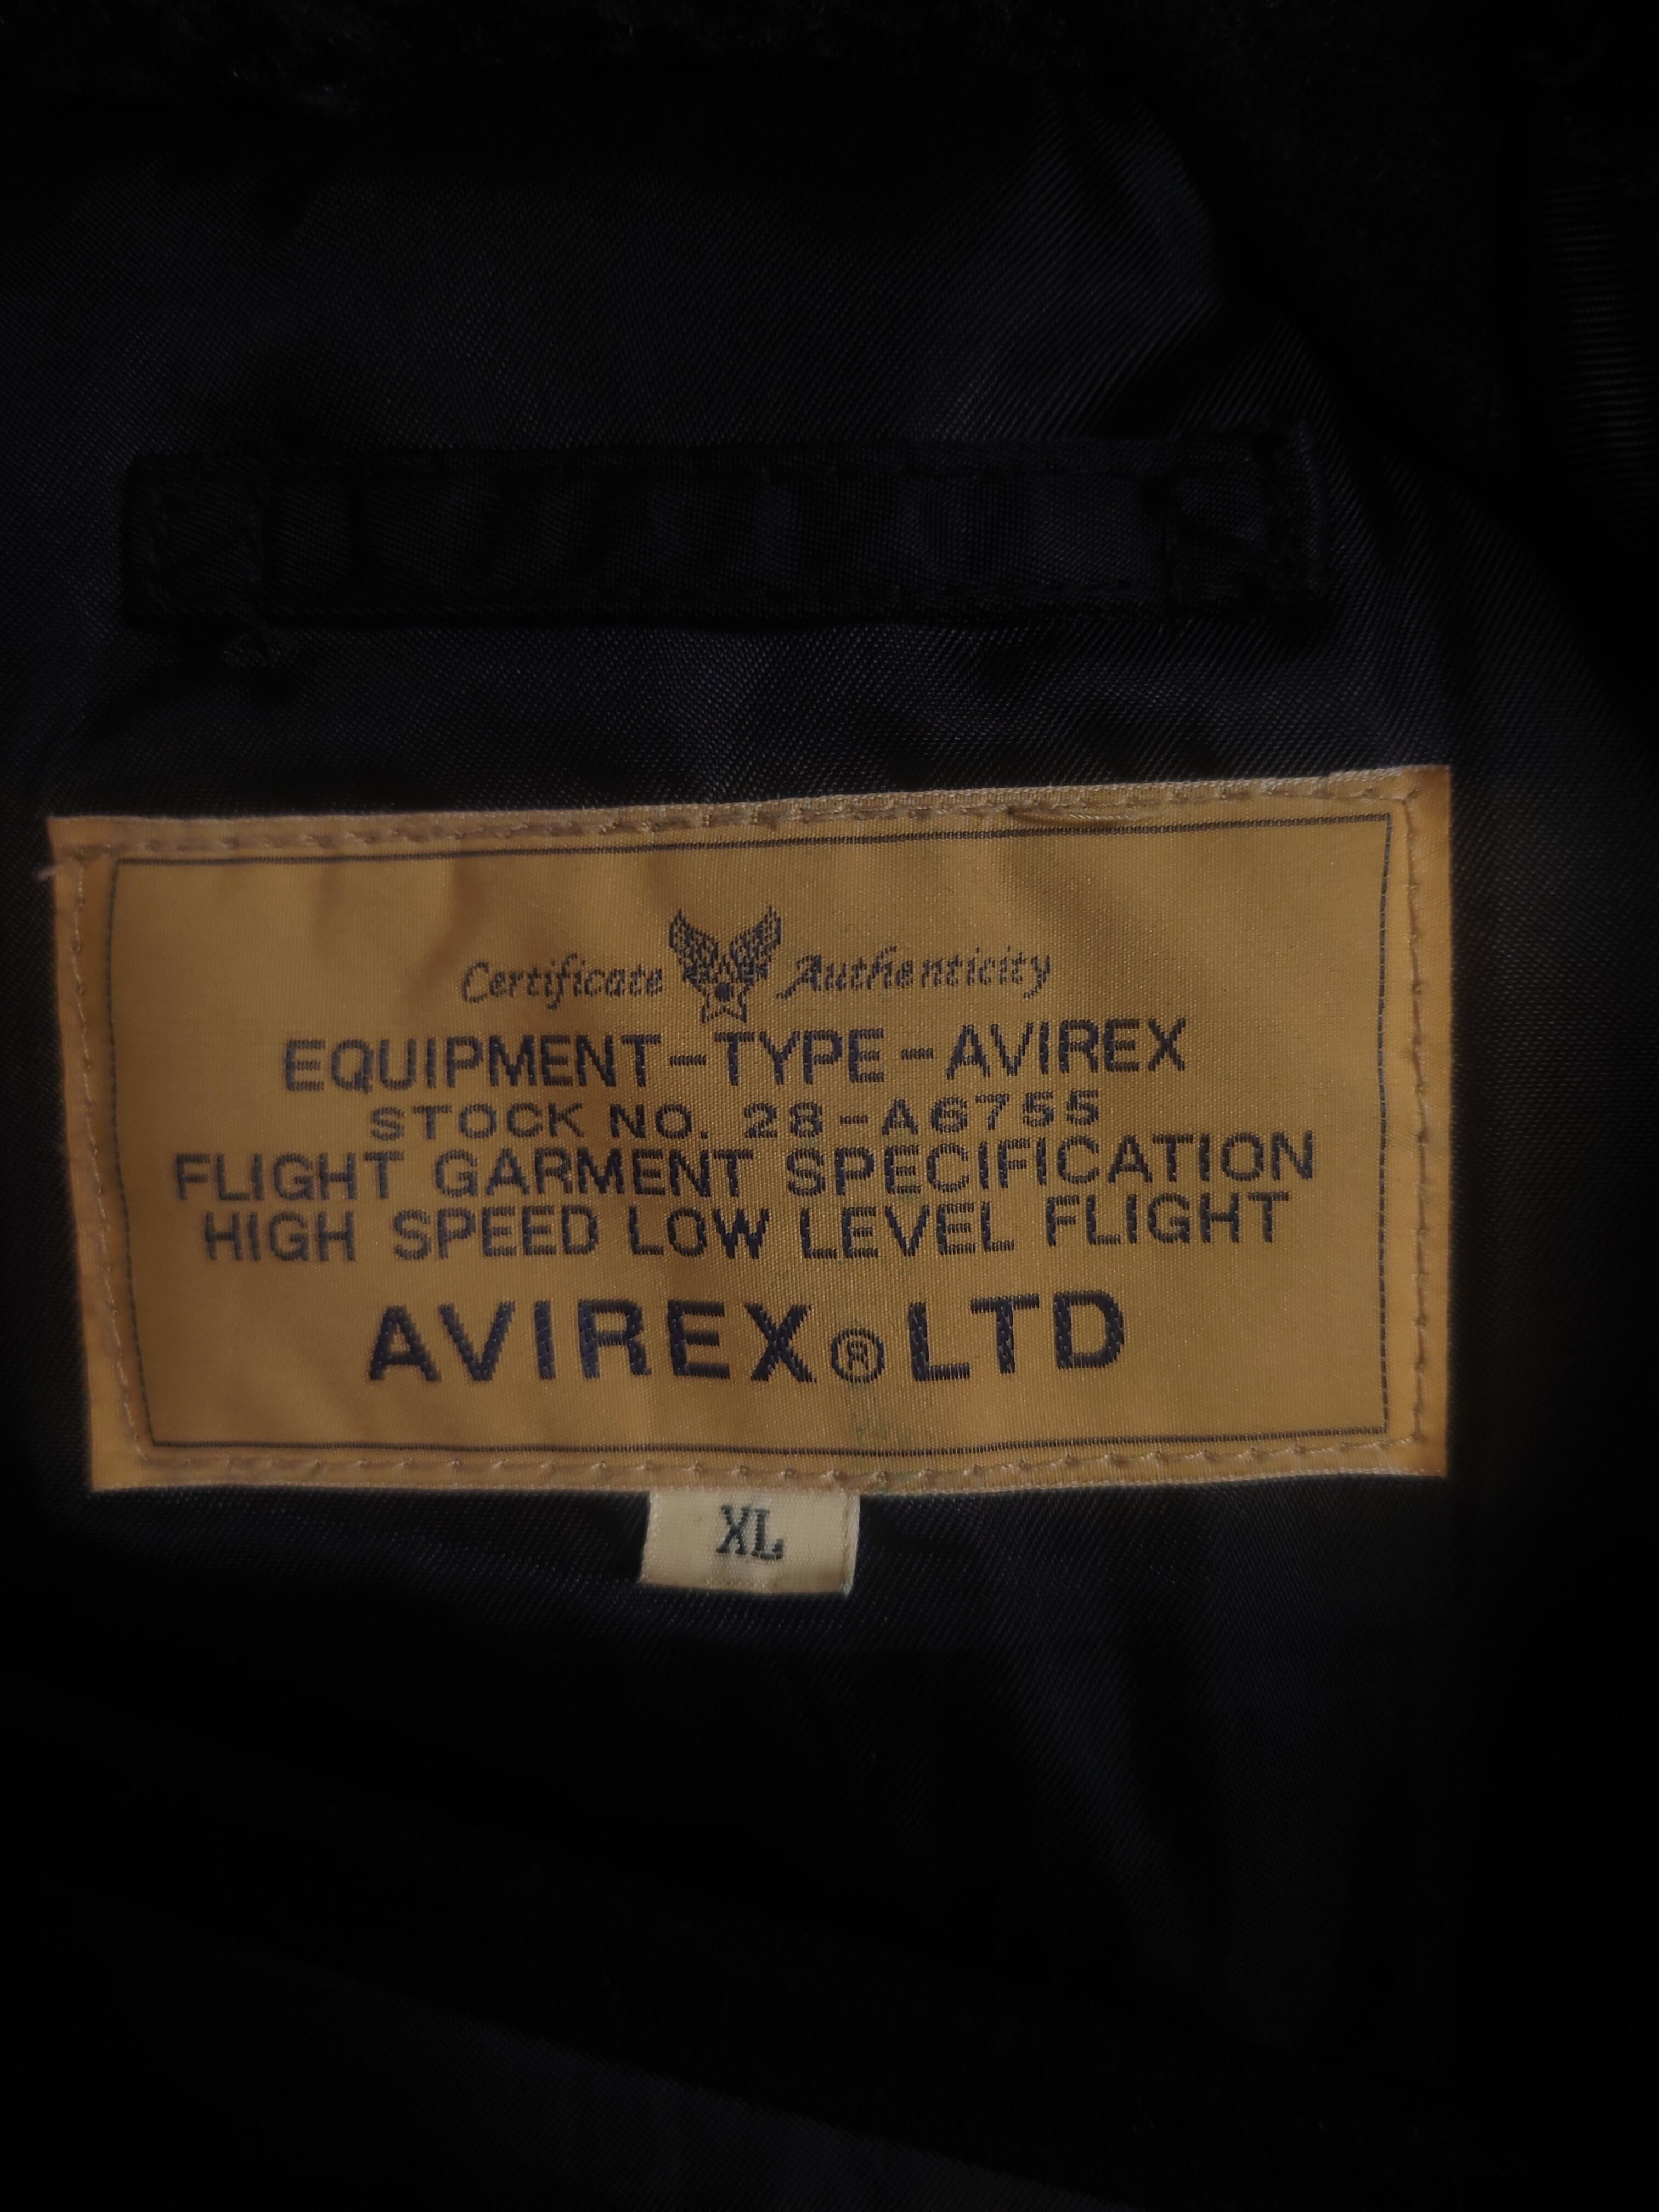 Certificate Authenticity
EQUIPMENT-TYPE-AVIREX
STOCK NO. 28-A6755
FLIGHT GARMENT SPECIFICATION
HIGH SPEED LOW LEVEL FLIGHT
AVIREX®LTD
XL